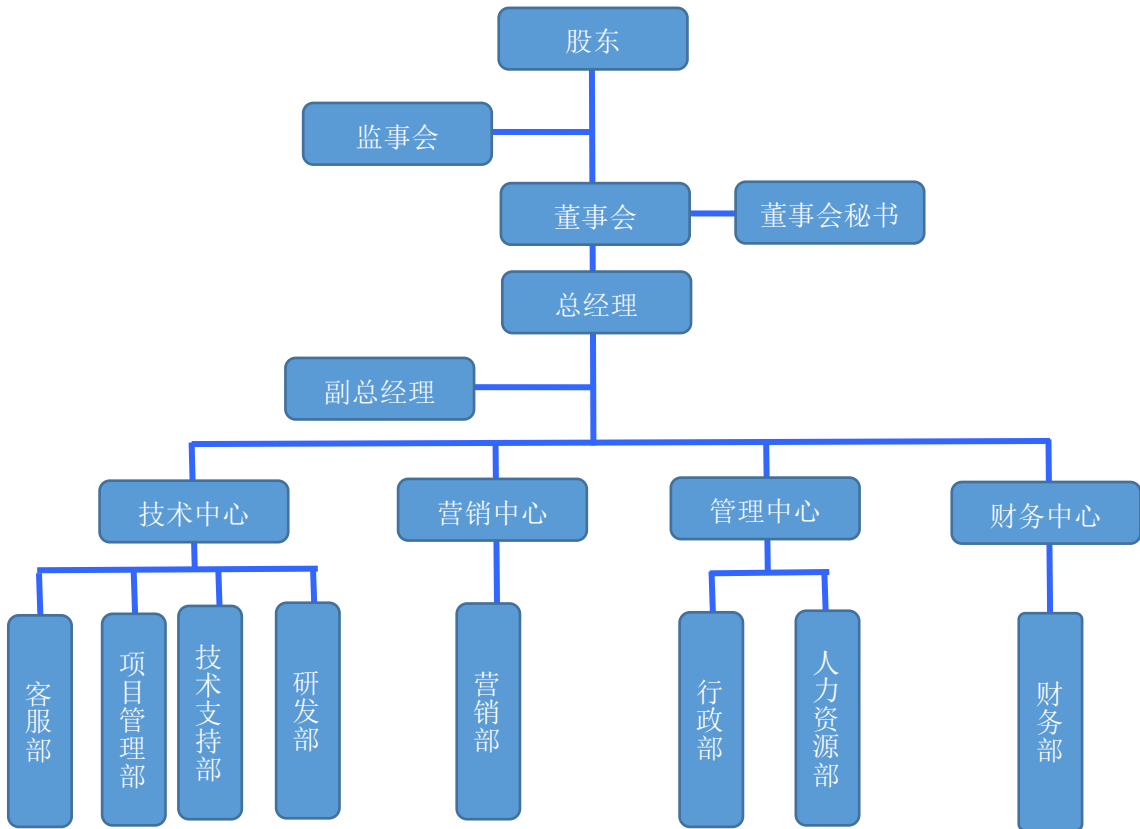 股东
监事会
董事会
董事会秘书
总经理
副总经理
技术中心
营销中心
管理中心
财务中心
客服部
项目管理部
技术支持部
研发部
营销部
行政部
人力资源部
财务部